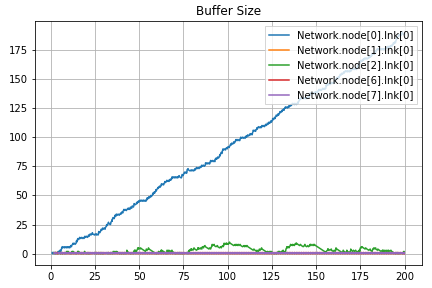 Buffer Size
Network.node[0].lnk[0]
Network.node[1].lnk[0]
Network.node[2].lnk[0]
Network.node[6].lnk[0]
Network.node[7].lnk[0]
175
150
125
100
75
50
25
0
0 25 50 75 100 125 150 175 200